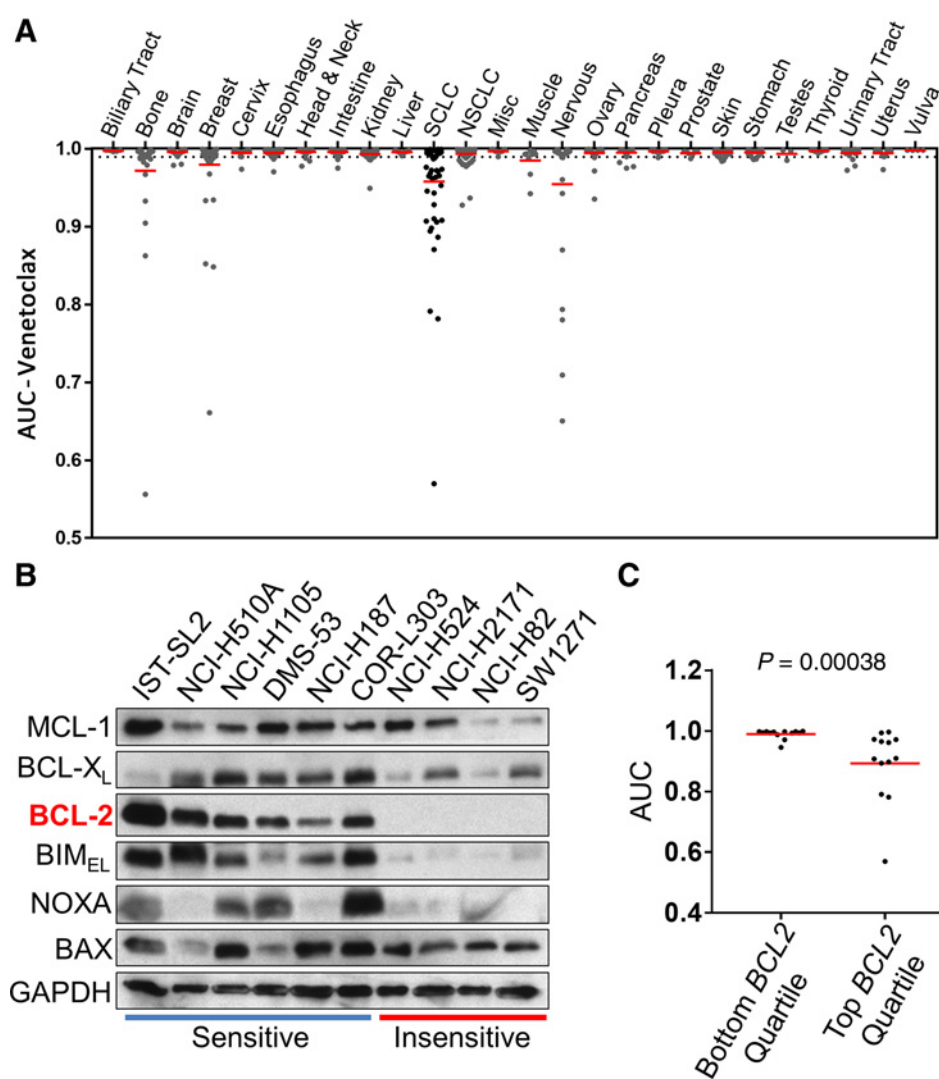 A
Biliary Tract
Bone
Brain
Breast
Cervix
Esophagus
Head & Neck
Intestine
Kidney
Liver
SCLC
NSCLC
Misc
Muscle
Nervous
Ovary
Pancreas
Pleura
Prostate
Skin
Stomach
Testes
Thyroid
Urinary Tract
Uterus
Vulva
AUC-Venetoclax
1.0
0.9
0.8
0.7
0.6
0.5
B
IST-SL2
NCI-H510A
NCI-H1105
DMS-53
NCI-H187
COR-L303
NCI-H524
NCI-H2171
NCI-H82
SW1271
MCL-1
BCL-XL
BCL-2
BIMEL
NOXA
BAX
GAPDH
Sensitive
Insensitive
C
P = 0.00038
AUC
1.2
1.0
0.8
0.6
0.4
Bottom BCL2
Quartile
Top BCL2
Quartile